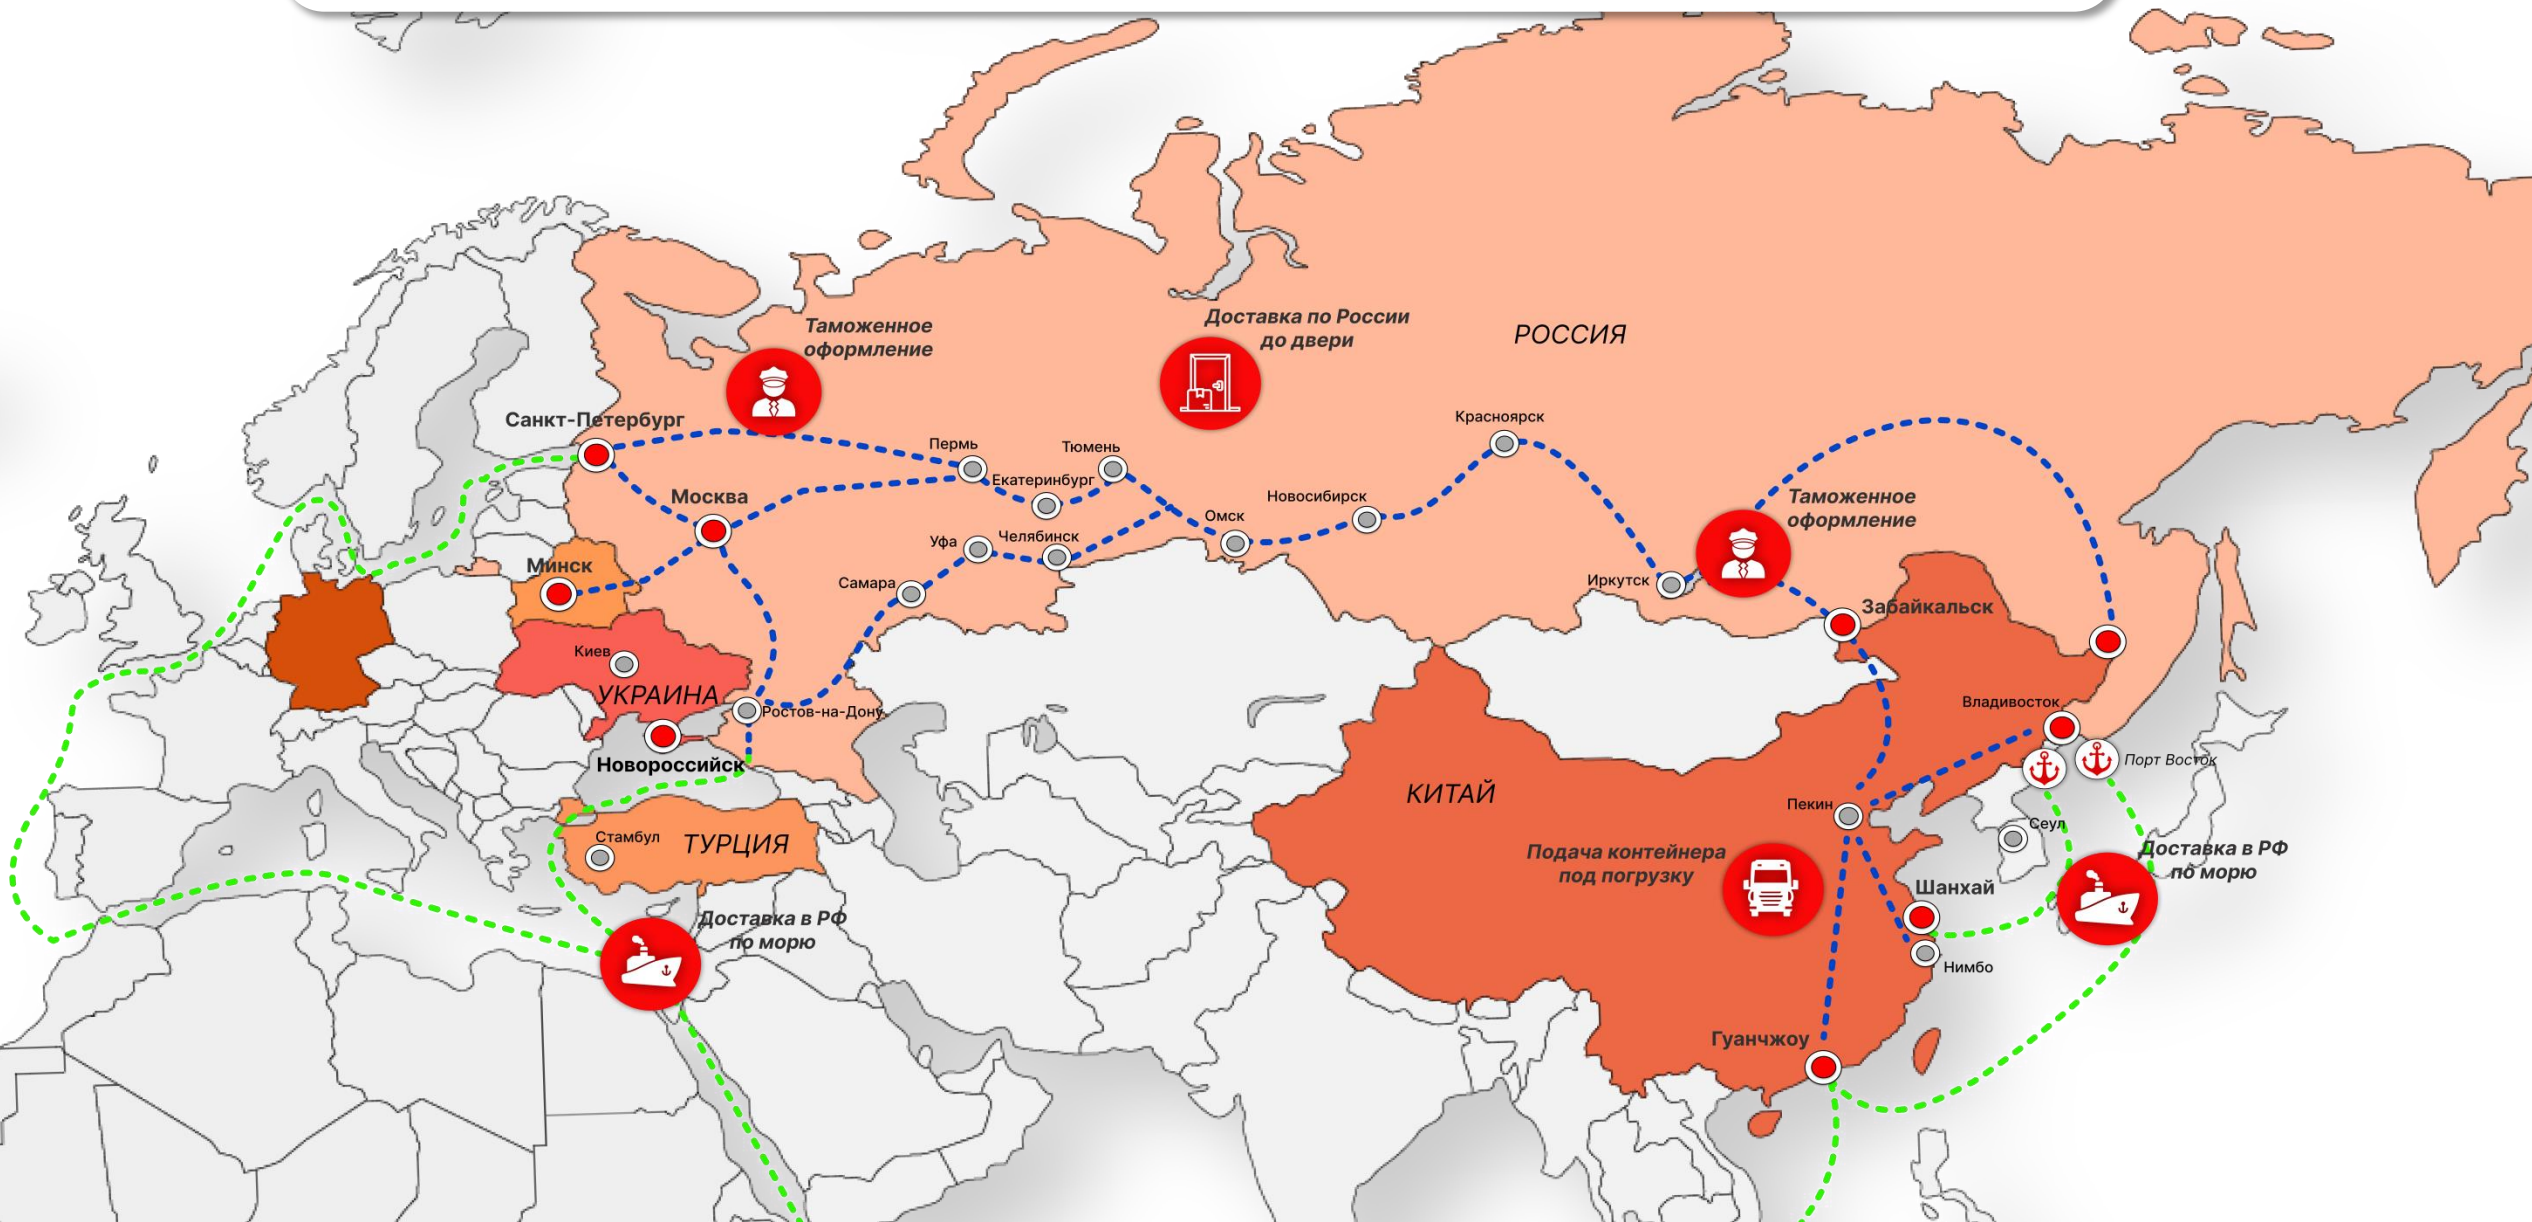 Таможенное
оформление
Доставка по России
до двери
РОССИЯ
Санкт-Петербург
Красноярск
Пермь
Тюмень
Екатеринбург
Москва
Новосибирск
Таможенное
оформление
Омск
Челябинск
Уфа
Минск
Самара
Иркутск
Забайкальск
Киев
УКРАИНА
Ростов-на-Дону
Владивосток
Новороссийск
Порт Восток
КИТАЙ
Пекин
Сеул
Стамбул
ТУРЦИЯ
Подача контейнера
под погрузку
Доставка в РФ
по морю
Шанхай
Доставка в РФ
по морю
Нимбо
Гуанчжоу